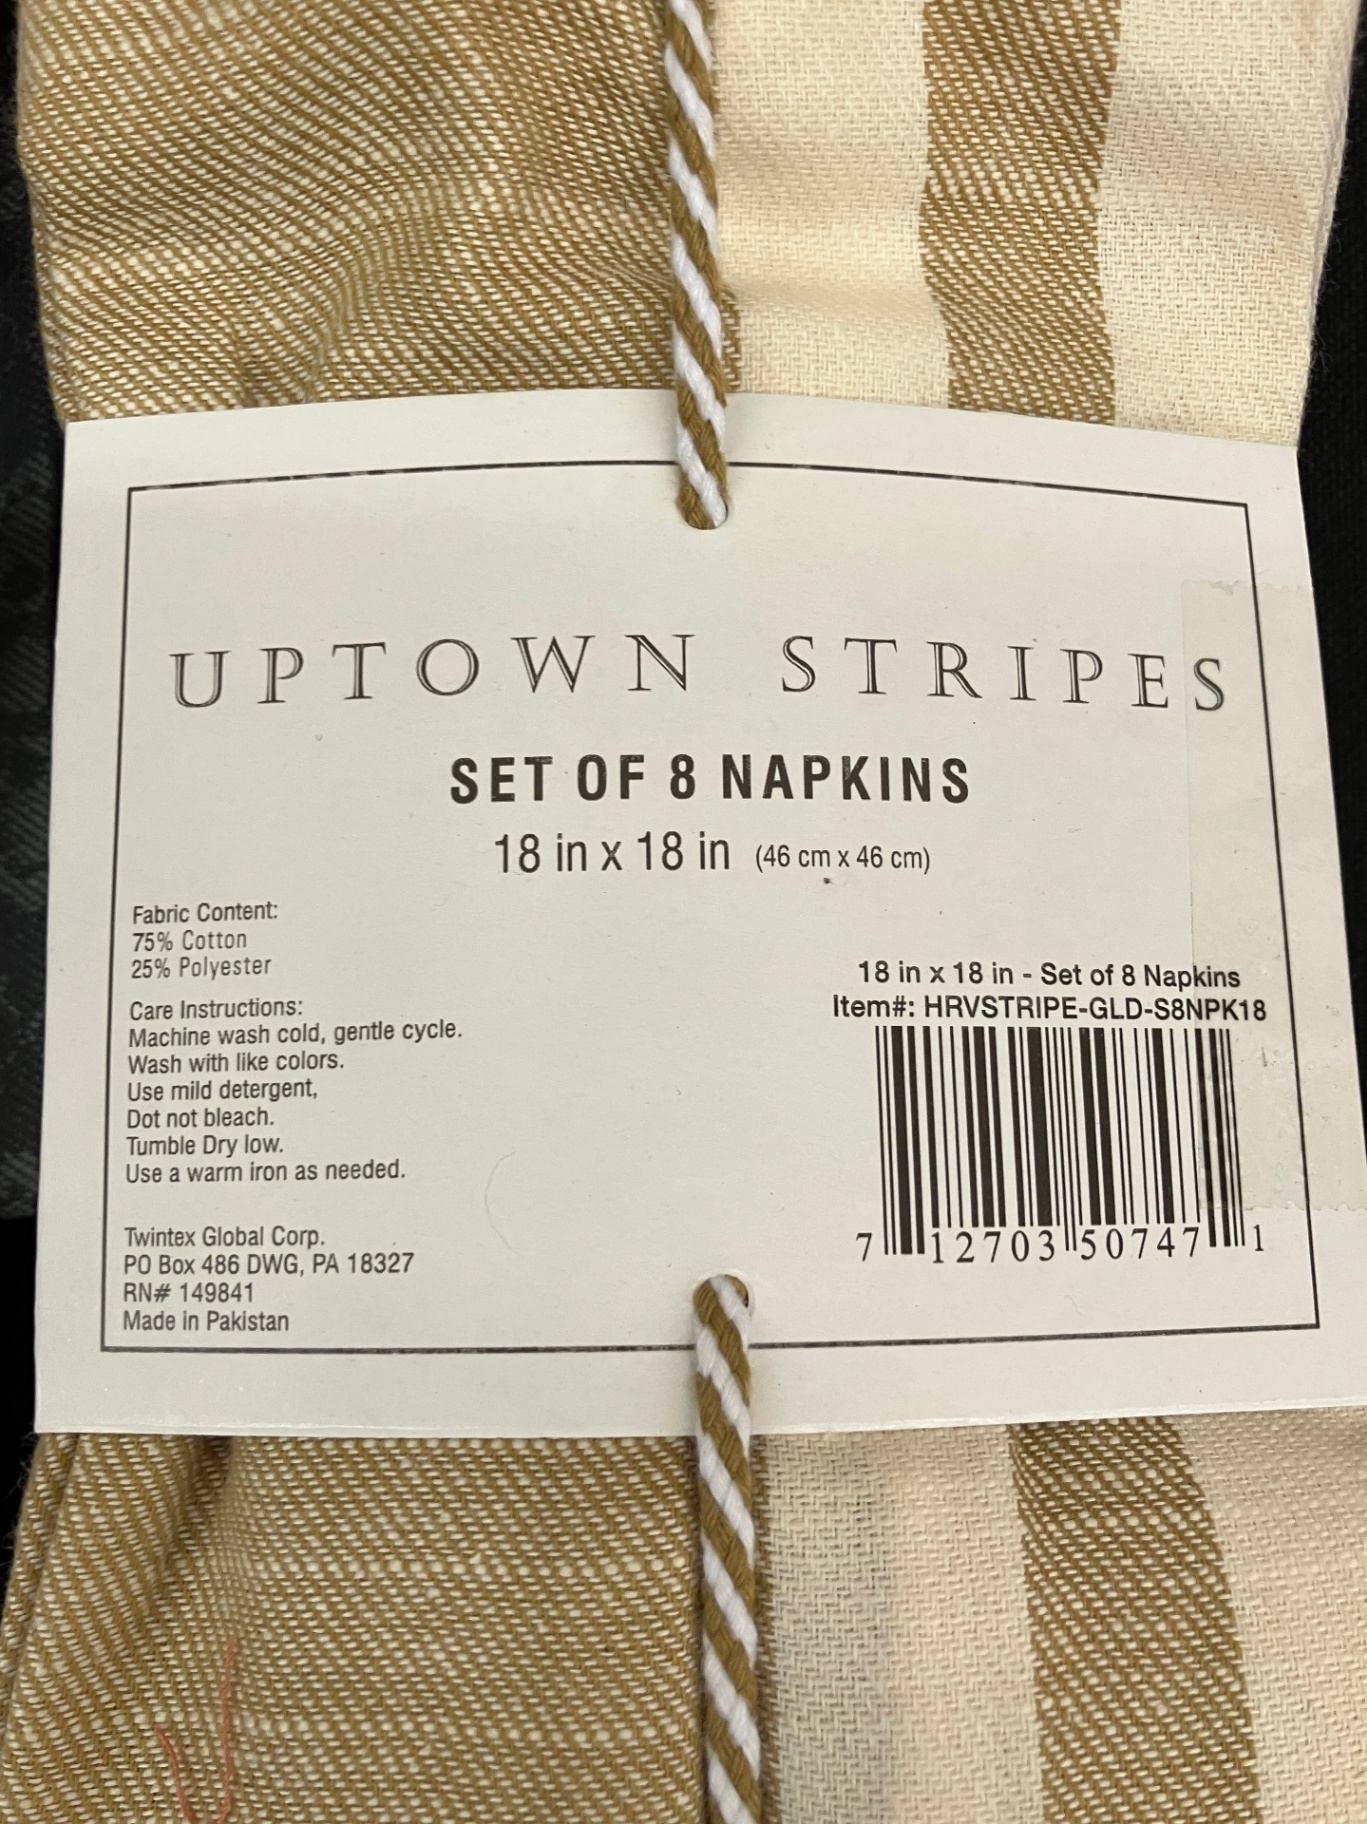 UPTOWN STRIPES
SET OF 8 NAPKINS
18 in x 18 in (46 cm x 46 cm)
Fabric Content:
75% Cotton
25% Polyester
Care Instructions:
Machine wash cold, gentle cycle.
Wash with like colors.
Use mild detergent,
Dot not bleach.
Tumble Dry low.
Use a warm iron as needed.
Twintex Global Corp.
PO Box 486 DWG, PA 18327
RN# 149841
Made in Pakistan
18 in x 18 in - Set of 8 Napkins
Item#: HRVSTRIPE-GLD-S8NPK18
7 12703 50747 1